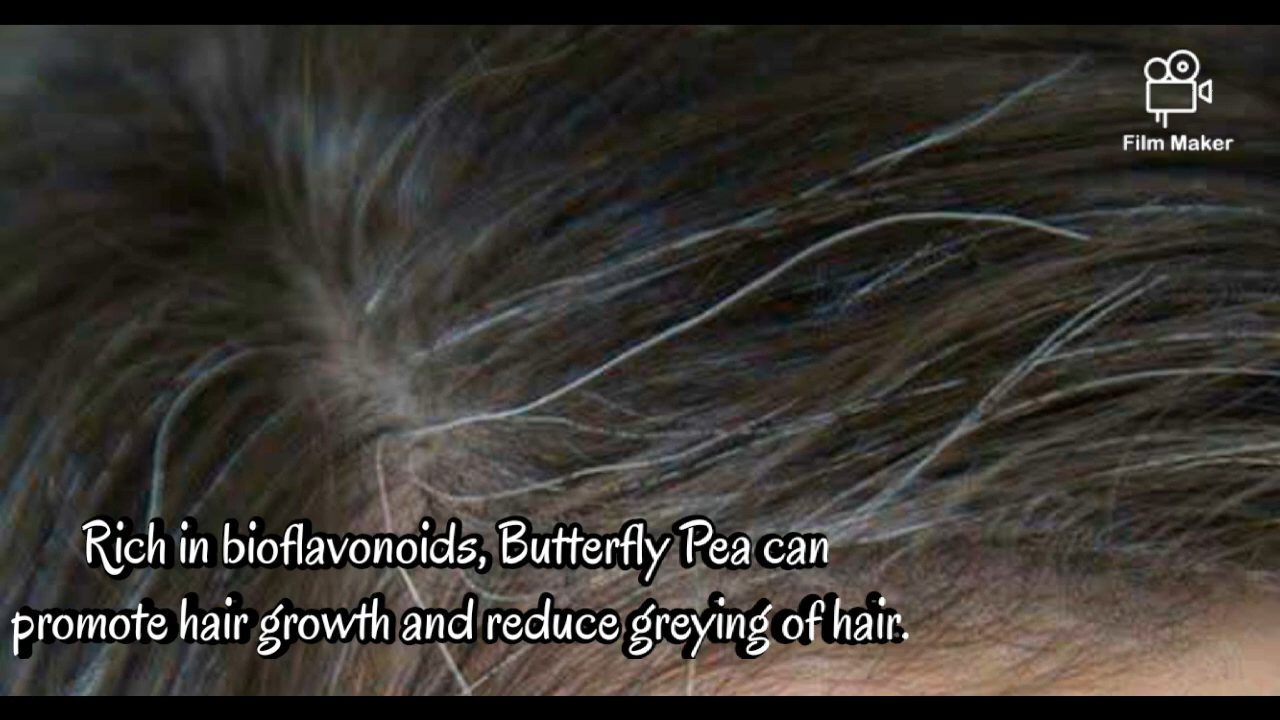 Film Maker
Rich in bioflavonoids, Butterfly Pea can
promote hair growth and reduce greying of hair.